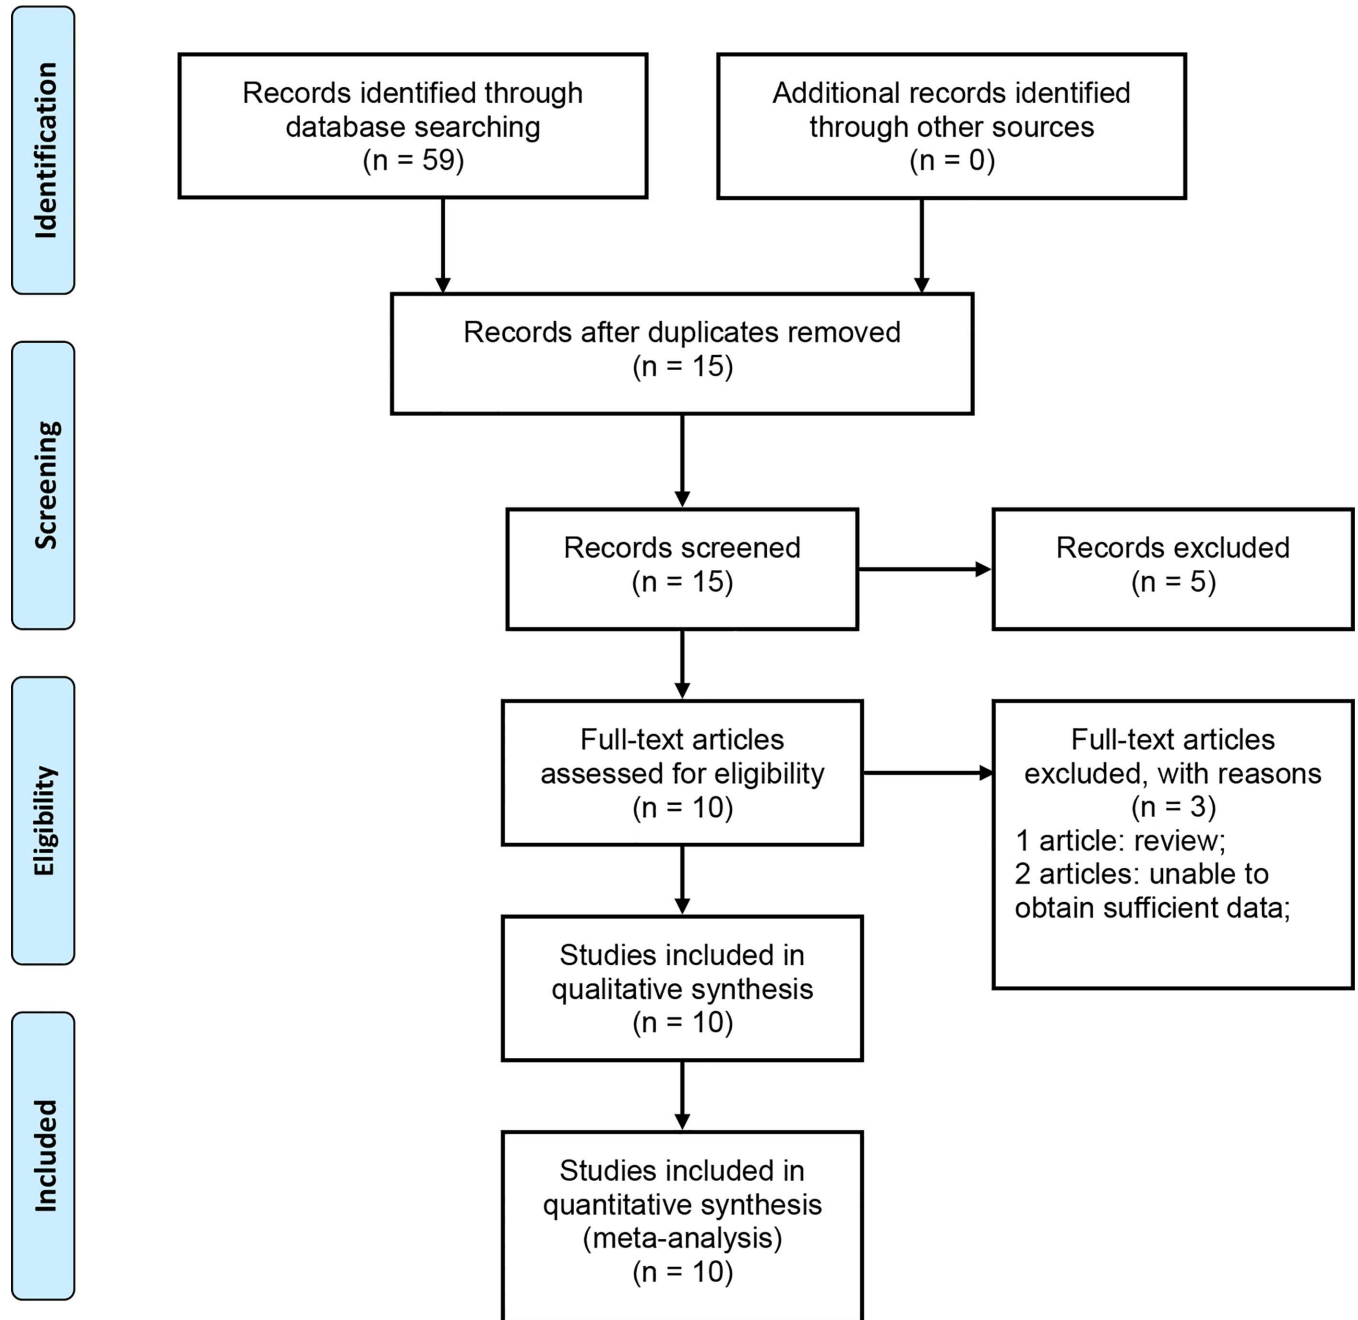 Identification
Records identified through
database searching
(n = 59)
Additional records identified
through other sources
(n = 0)
Records after duplicates removed
(n = 15)
Screening
Records screened
(n = 15)
Records excluded
(n = 5)
Eligibility
Full-text articles
assessed for eligibility
(n = 10)
Full-text articles
excluded, with reasons
(n = 3)
1 article: review;
2 articles: unable to
obtain sufficient data;
Studies included in
qualitative synthesis
(n = 10)
Included
Studies included in
quantitative synthesis
(meta-analysis)
(n = 10)